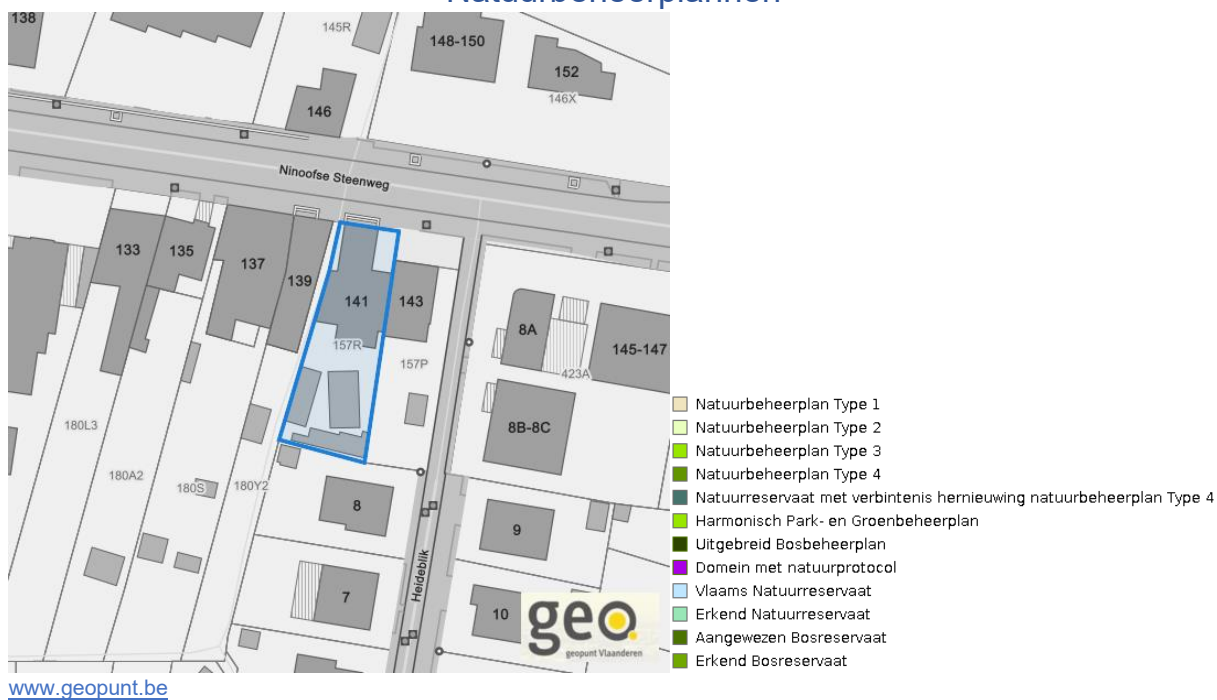 Natuurbeheerplannen
138
145R
148-150
152
146X
146
Ninoofse Steenweg
133
135
137
139
141
143
157R
157P
8A
145-147
423A
8B-8C
180L3
180A2
180S
180Y2
8
9
7
Heideblik
10
geo
geopunt Vlaanderen
Natuurbeheerplan Type 1
Natuurbeheerplan Type 2
Natuurbeheerplan Type 3
Natuurbeheerplan Type 4
Natuurreservaat met verbintenis hernieuwing natuurbeheerplan Type 4
Harmonisch Park- en Groenbeheerplan
Uitgebreid Bosbeheerplan
Domein met natuurprotocol
Vlaams Natuurreservaat
Erkend Natuurreservaat
Aangewezen Bosreservaat
Erkend Bosreservaat
www.geopunt.be